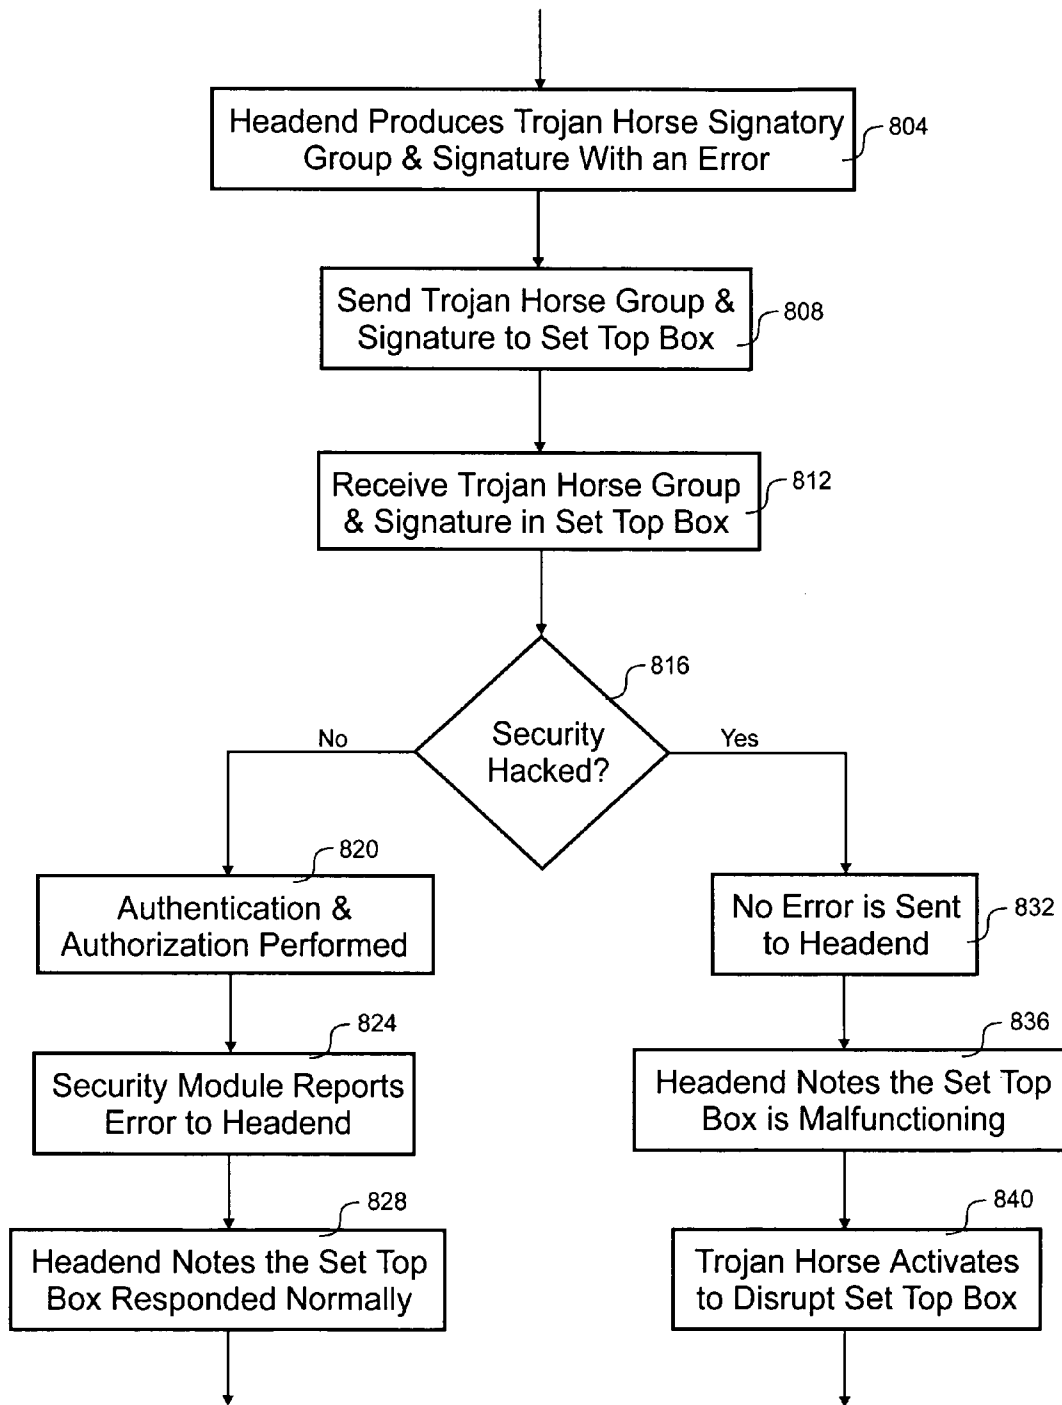 Headend Produces Trojan Horse Signatory
Group & Signature With an Error
804
Send Trojan Horse Group &
Signature to Set Top Box
808
Receive Trojan Horse Group
& Signature in Set Top Box
812
816
Security
Hacked?
No
Yes
820
Authentication &
Authorization Performed
824
Security Module Reports
Error to Headend
828
Headend Notes the Set Top
Box Responded Normally
No Error is Sent
to Headend
832
836
Headend Notes the Set Top
Box is Malfunctioning
840
Trojan Horse Activates
to Disrupt Set Top Box